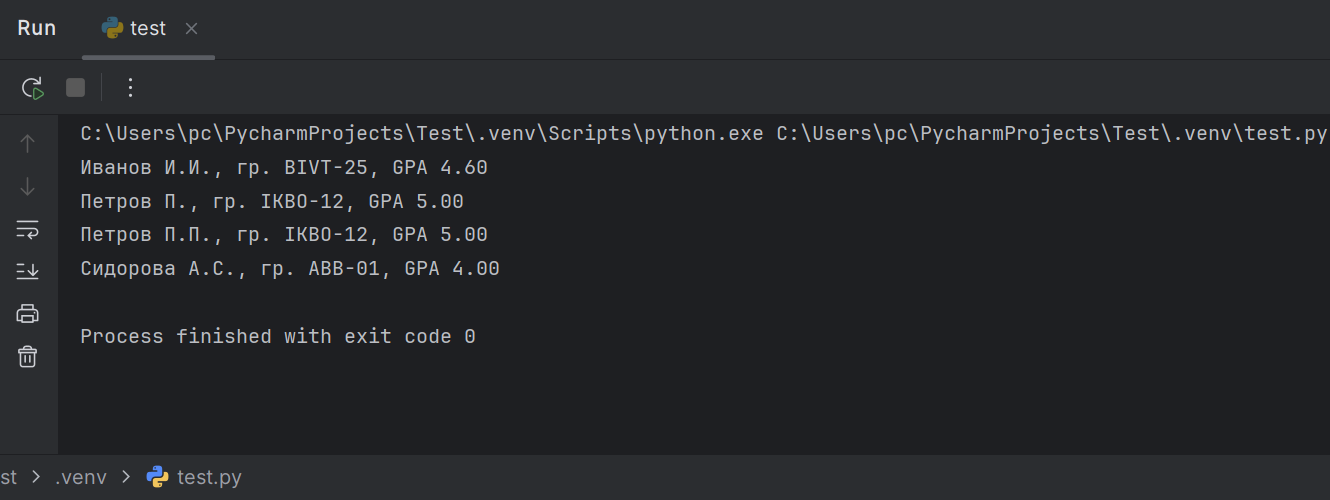 Run test
C:\Users\pc\PycharmProjects\Test\.venv\Scripts\python.exe C:\Users\pc\PycharmProjects\Test\.venv\test.py
Иванов И.И., гр. BIVT-25, GPA 4.60
Петров П., гр. IKBO-12, GPA 5.00
Петров П.П., гр. IKBO-12, GPA 5.00
Сидорова А.С., гр. ABB-01, GPA 4.00
Process finished with exit code 0
st > .venv > test.py